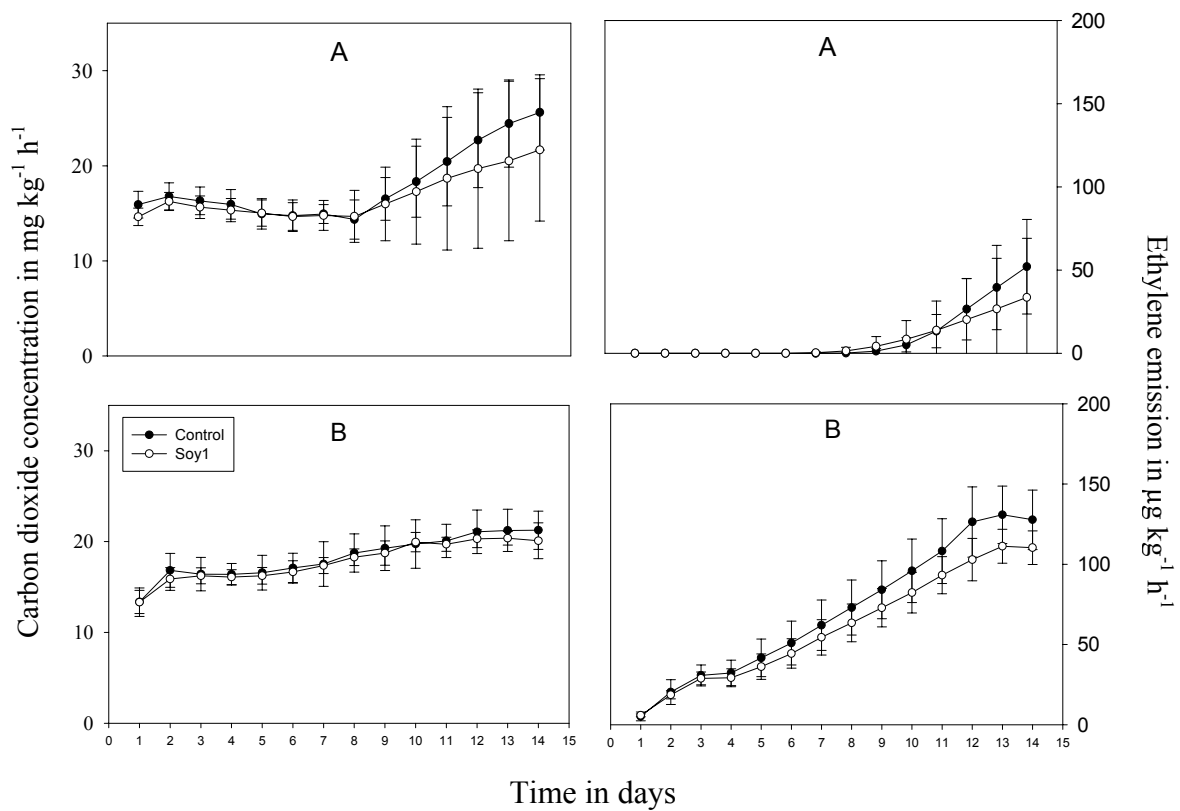 Carbon dioxide concentration in mg kg⁻¹ h⁻¹
A
30
20
10
0
A
200
150
100
50
0
Ethylene emission in µg kg⁻¹ h⁻¹
B
Control
Soy1
30
20
10
0
0 1 2 3 4 5 6 7 8 9 10 11 12 13 14 15
B
200
150
100
50
0
0 1 2 3 4 5 6 7 8 9 10 11 12 13 14 15
Time in days